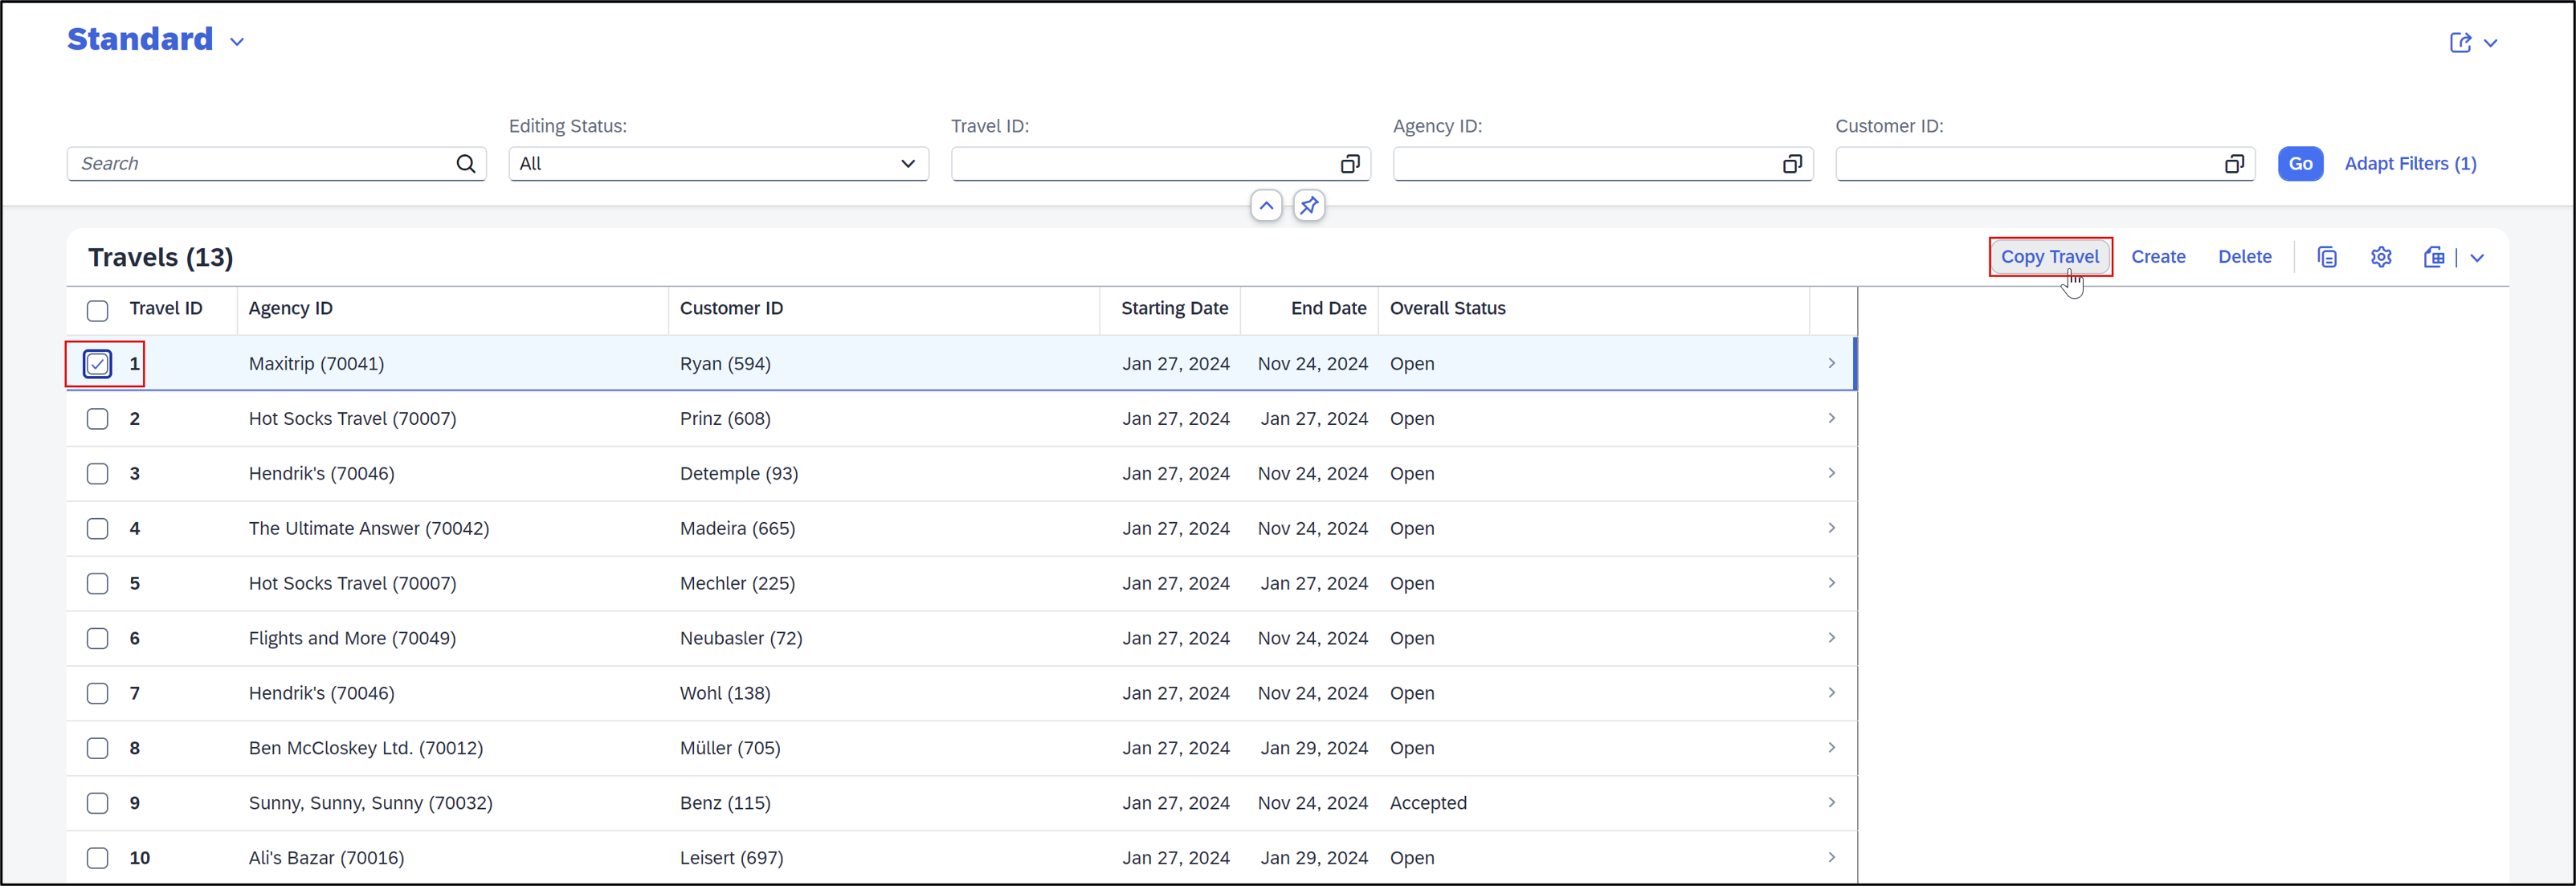 Standard
Editing Status: Travel ID: Agency ID: Customer ID:
Search All Go Adapt Filters (1)
Travels (13) Copy Travel Create Delete
Travel ID Agency ID Customer ID Starting Date End Date Overall Status
1 Maxitrip (70041) Ryan (594) Jan 27, 2024 Nov 24, 2024 Open
2 Hot Socks Travel (70007) Prinz (608) Jan 27, 2024 Jan 27, 2024 Open
3 Hendrik's (70046) Detemple (93) Jan 27, 2024 Nov 24, 2024 Open
4 The Ultimate Answer (70042) Madeira (665) Jan 27, 2024 Nov 24, 2024 Open
5 Hot Socks Travel (70007) Mechler (225) Jan 27, 2024 Jan 27, 2024 Open
6 Flights and More (70049) Neubasler (72) Jan 27, 2024 Nov 24, 2024 Open
7 Hendrik's (70046) Wohl (138) Jan 27, 2024 Nov 24, 2024 Open
8 Ben McCloskey Ltd. (70012) Müller (705) Jan 27, 2024 Jan 29, 2024 Open
9 Sunny, Sunny, Sunny (70032) Benz (115) Jan 27, 2024 Nov 24, 2024 Accepted
10 Ali's Bazar (70016) Leisert (697) Jan 27, 2024 Jan 29, 2024 Open